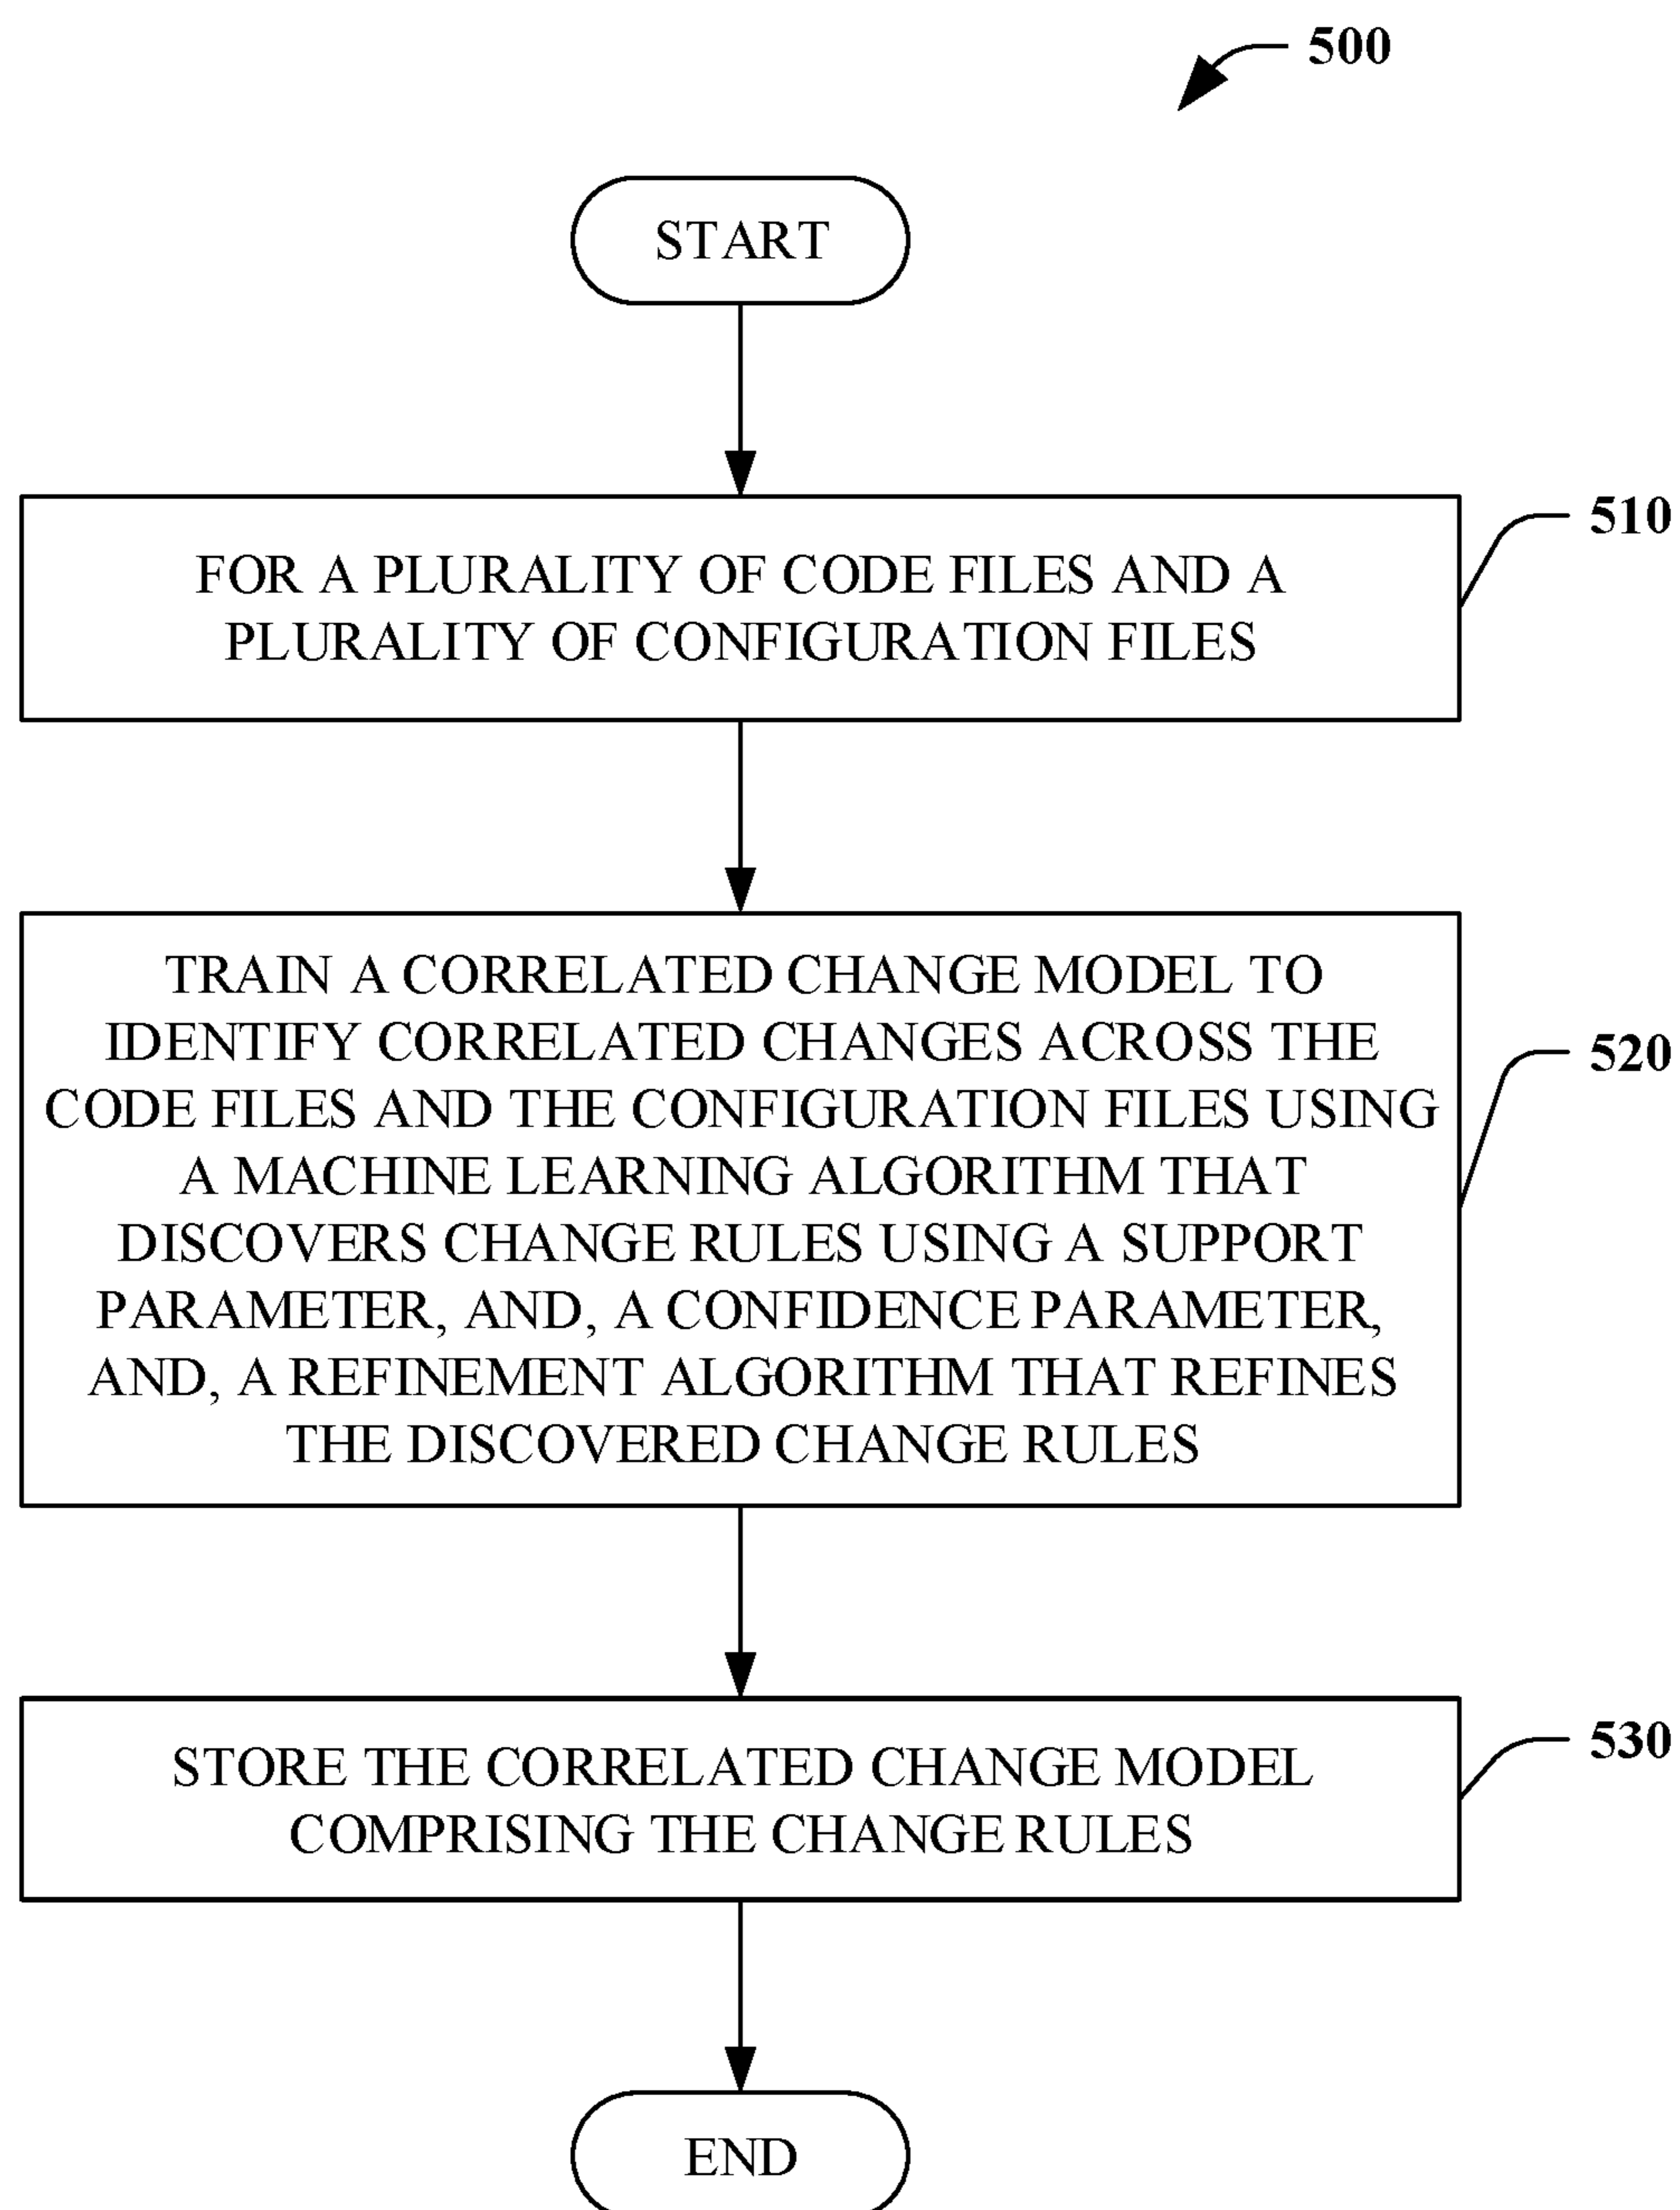 500
START
510
FOR A PLURALITY OF CODE FILES AND A
PLURALITY OF CONFIGURATION FILES
520
TRAIN A CORRELATED CHANGE MODEL TO
IDENTIFY CORRELATED CHANGES ACROSS THE
CODE FILES AND THE CONFIGURATION FILES USING
A MACHINE LEARNING ALGORITHM THAT
DISCOVERS CHANGE RULES USING A SUPPORT
PARAMETER, AND, A CONFIDENCE PARAMETER,
AND, A REFINEMENT ALGORITHM THAT REFINES
THE DISCOVERED CHANGE RULES
530
STORE THE CORRELATED CHANGE MODEL
COMPRISING THE CHANGE RULES
END